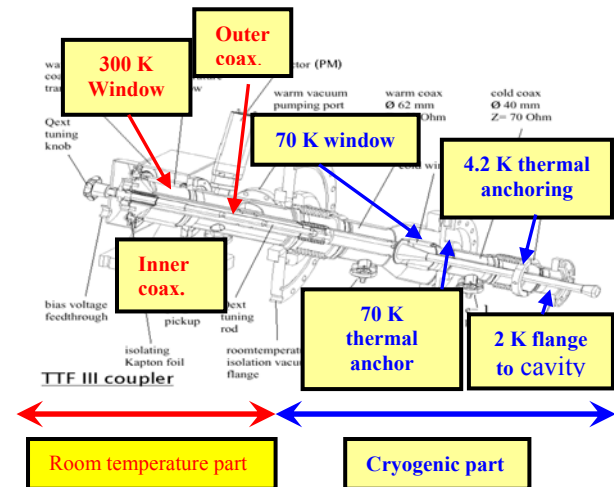 Outer
coax.
300 K
Window
(PM)
warm vacuum
pumping port
warm coax
Ø 62 mm
cold coax
Ø 40 mm
Z= 70 Ohm
Qext
tuning
knob
70 K window
4.2 K thermal
anchoring
Inner
coax.
bias voltage
feedthrough
pickup
tuning
rod
isolating
Kapton foil
isolation vacuum
flange
70 K
thermal
anchor
2 K flange
to cavity
TTF III coupler
Room temperature part
Cryogenic part